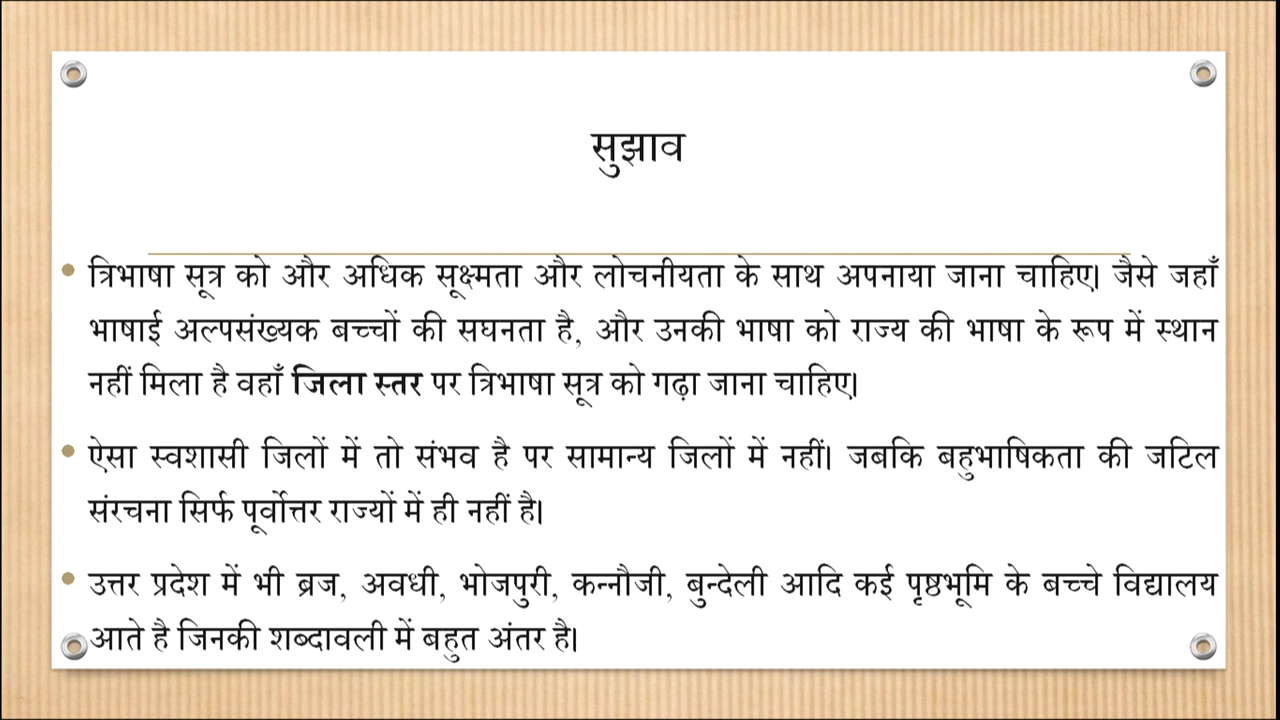 सुझाव
त्रिभाषा सूत्र को और अधिक सूक्ष्मता और लोचनीयता के साथ अपनाया जाना चाहिए। जैसे जहाँ
भाषाई अल्पसंख्यक बच्चों की सघनता है, और उनकी भाषा को राज्य की भाषा के रूप में स्थान
नहीं मिला है वहाँ जिला स्तर पर त्रिभाषा सूत्र को गढ़ा जाना चाहिए।
ऐसा स्वशासी जिलों में तो संभव है पर सामान्य जिलों में नहीं। जबकि बहुभाषिकता की जटिल
संरचना सिर्फ पूर्वोत्तर राज्यों में ही नहीं है।
उत्तर प्रदेश में भी ब्रज, अवधी, भोजपुरी, कन्नौजी, बुन्देली आदि कई पृष्ठभूमि के बच्चे विद्यालय
आते है जिनकी शब्दावली में बहुत अंतर है।